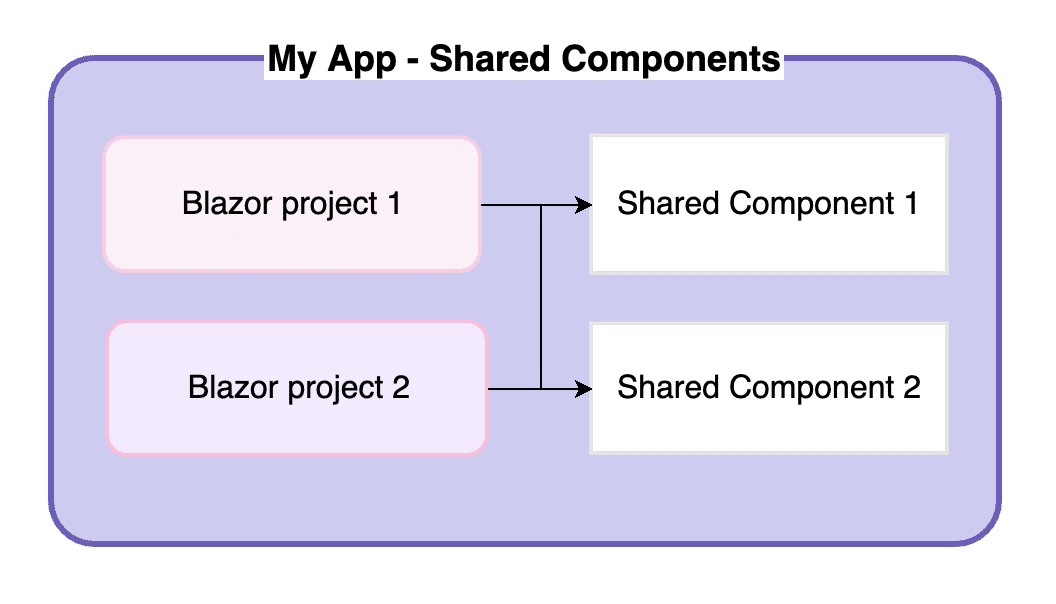 My App - Shared Components
Blazor project 1
Shared Component 1
Blazor project 2
Shared Component 2